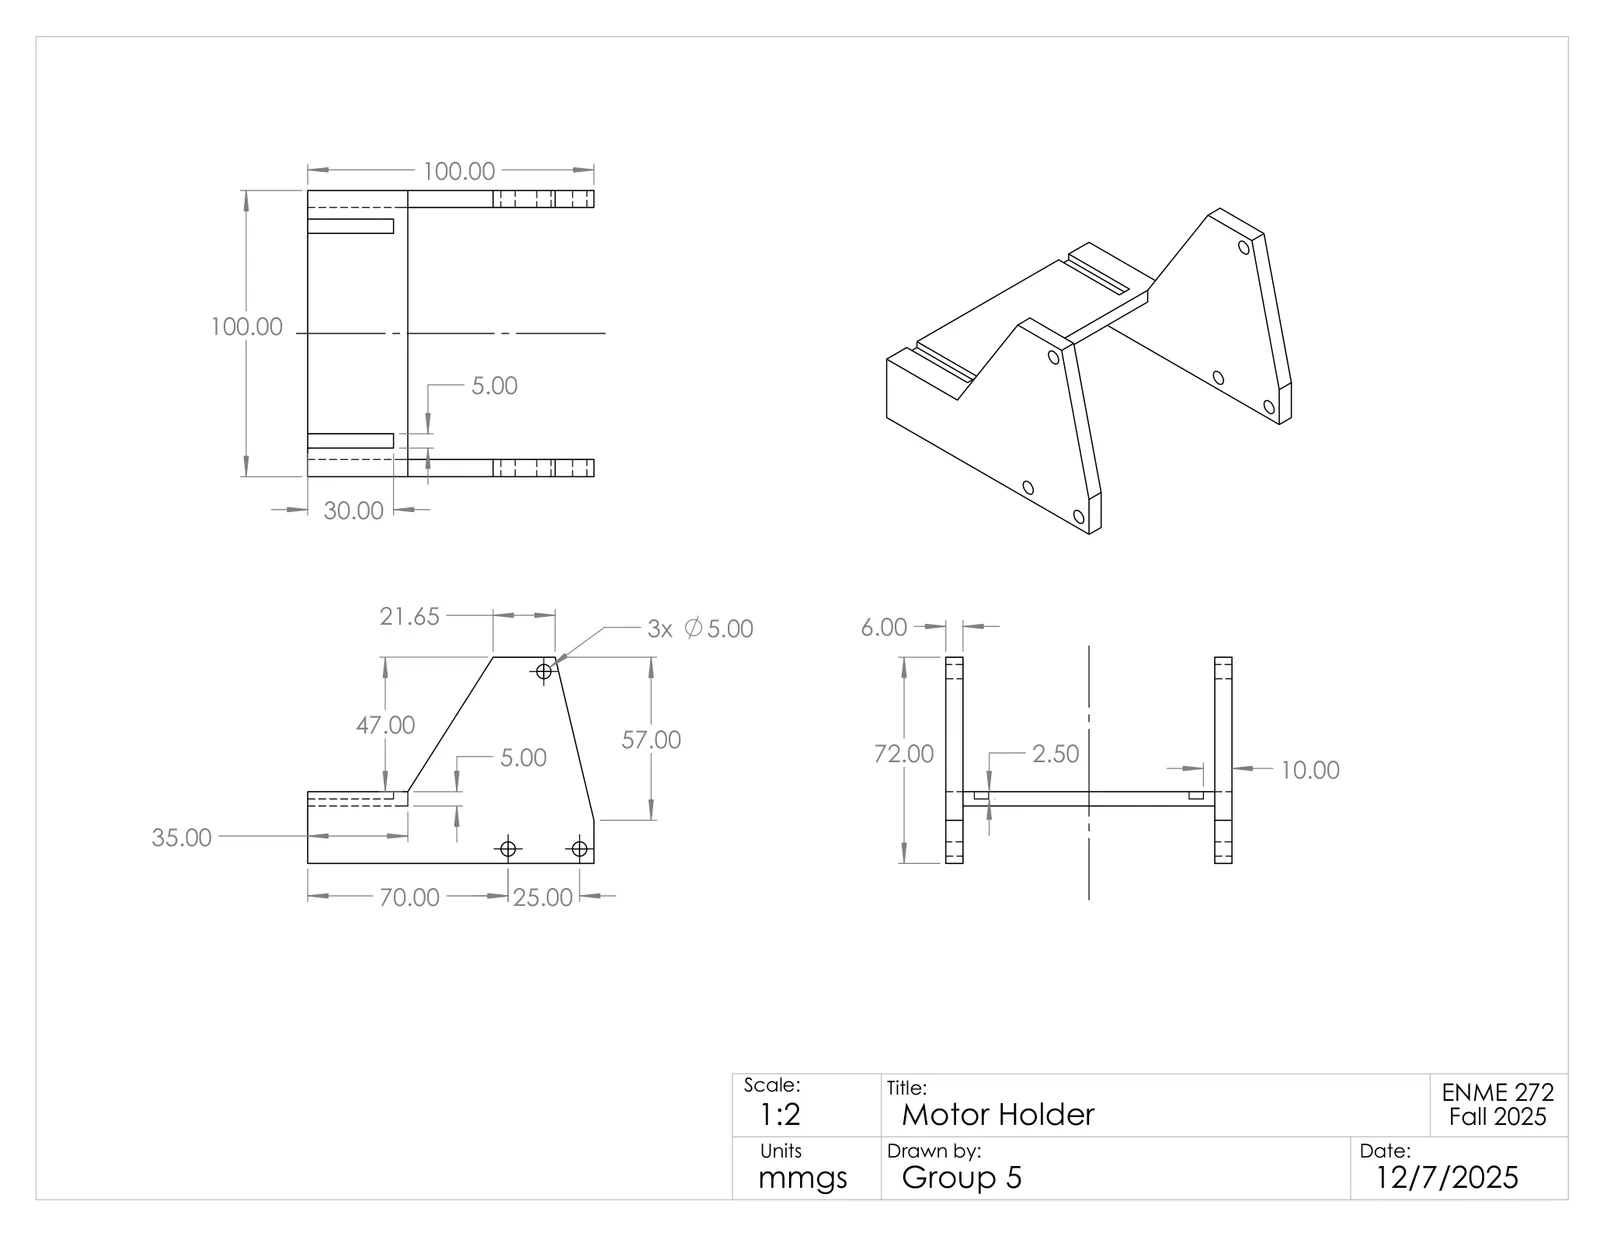 100.00
100.00
5.00
30.00
21.65
3x ∅5.00
47.00
5.00
57.00
35.00
70.00
25.00
6.00
72.00
2.50
10.00
Scale:
1:2
Title:
Motor Holder
ENME 272
Fall 2025
Units
mmgs
Drawn by:
Group 5
Date:
12/7/2025